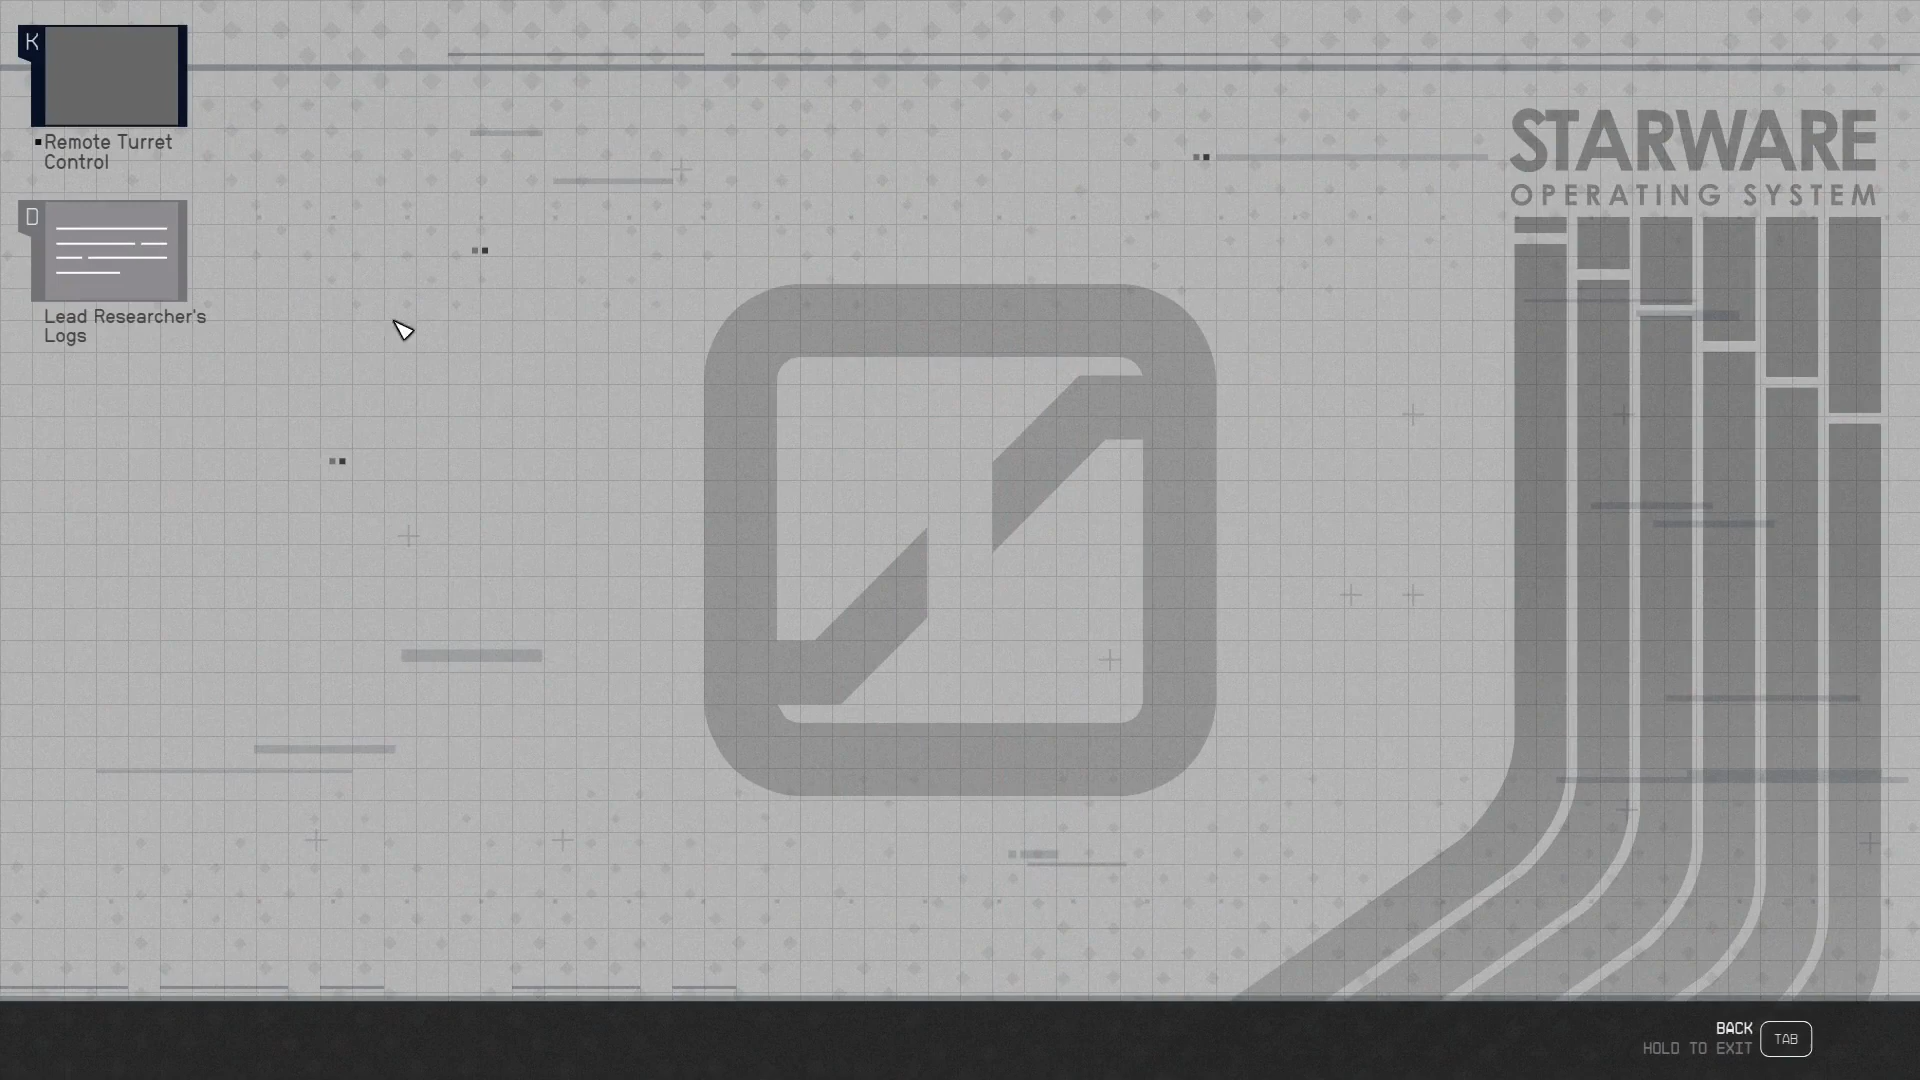 K
Remote Turret
Control
D
Lead Researcher's
Logs
STARWARE
OPERATING SYSTEM
BACK
HOLD TO EXIT
TAB